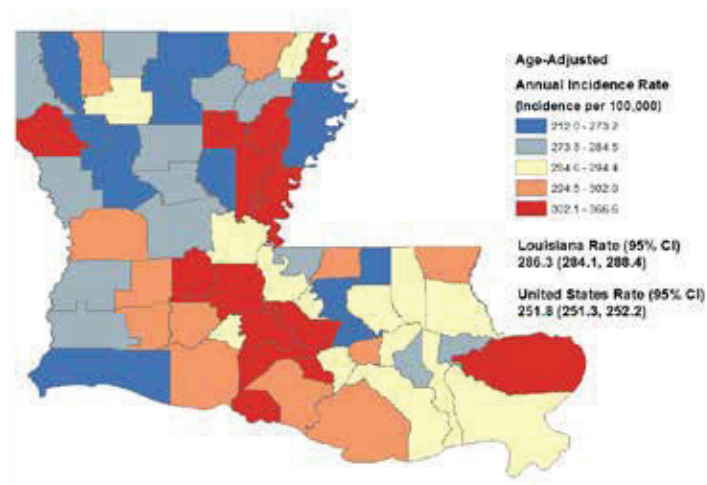 Age-Adjusted
Annual Incidence Rate
(Incidence per 100,000)
212.0 - 273.2
273.3 - 284.5
284.6 - 294.4
294.5 - 302.0
302.1 - 366.6
Louisiana Rate (95% CI)
286.3 (284.1, 288.4)
United States Rate (95% CI)
251.8 (251.3, 252.2)